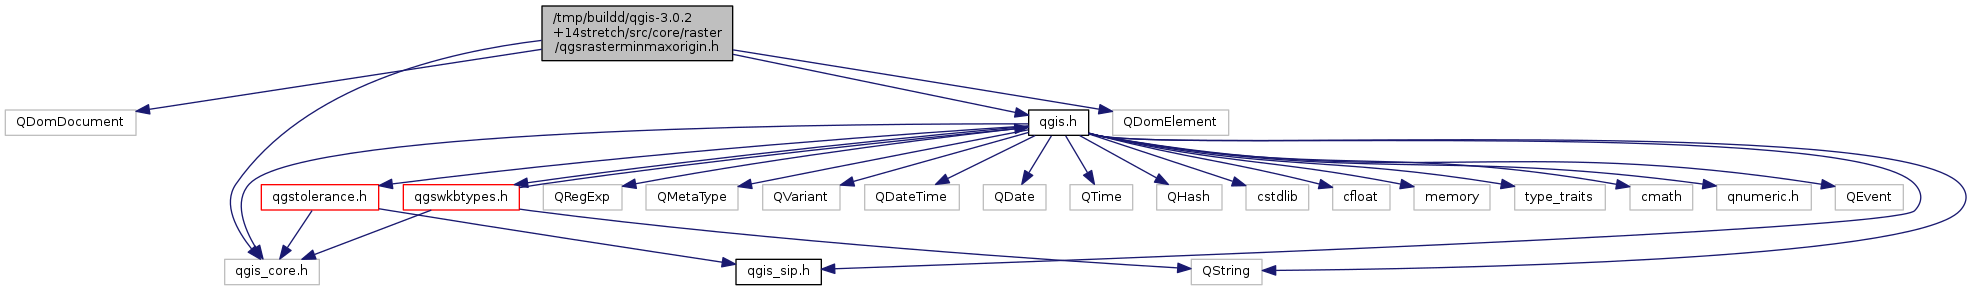 /tmp/buildd/qgis-3.0.2
+14stretch/src/core/raster
/qgsrasterminmaxorigin.h
QDomDocument
qgis.h
QDomElement
qgstolerance.h
qgswkbtypes.h
QRegExp
QMetaType
QVariant
QDateTime
QDate
QTime
QHash
cstdlib
cfloat
memory
type_traits
cmath
qnumeric.h
QEvent
qgis_core.h
qgis_sip.h
QString